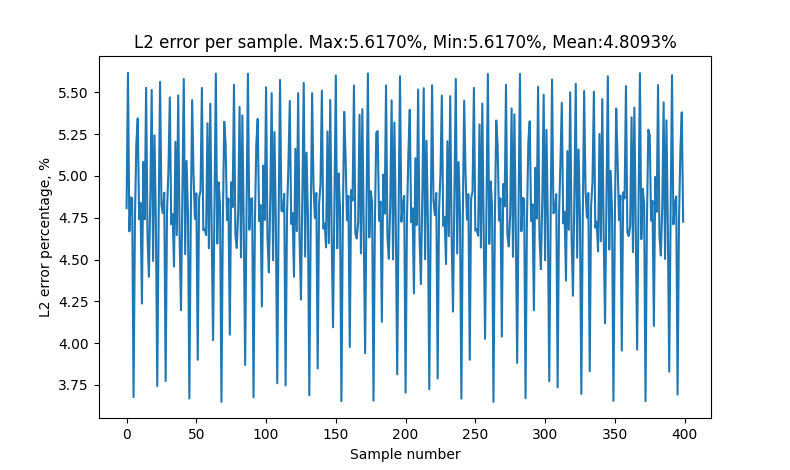 L2 error per sample. Max:5.6170%, Min:5.6170%, Mean:4.8093%
5.50
5.25
5.00
4.75
4.50
4.25
4.00
3.75
L2 error percentage, %
0 50 100 150 200 250 300 350 400
Sample number